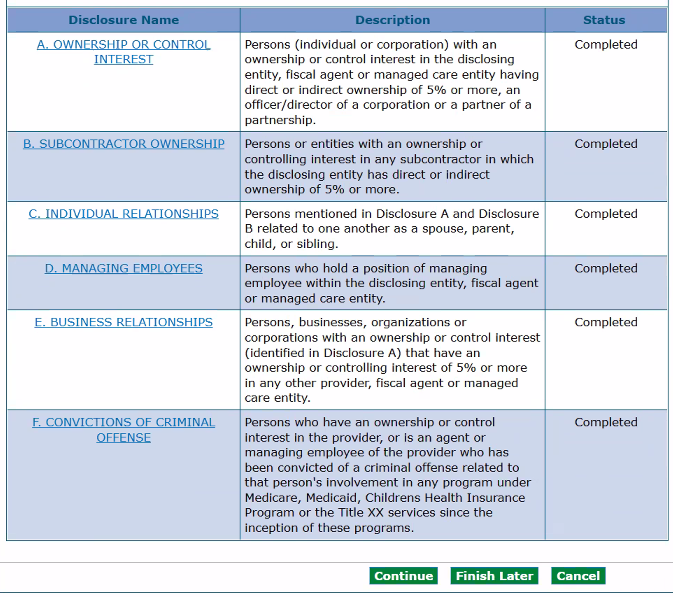 Disclosure Name Description Status
A. OWNERSHIP OR CONTROL
INTEREST
Persons (individual or corporation) with an
ownership or control interest in the disclosing
entity, fiscal agent or managed care entity having
direct or indirect ownership of 5% or more, an
officer/director of a corporation or a partner of a
partnership.
Completed
B. SUBCONTRACTOR OWNERSHIP
Persons or entities with an ownership or
controlling interest in any subcontractor in which
the disclosing entity has direct or indirect
ownership of 5% or more.
Completed
C. INDIVIDUAL RELATIONSHIPS
Persons mentioned in Disclosure A and Disclosure
B related to one another as a spouse, parent,
child, or sibling.
Completed
D. MANAGING EMPLOYEES
Persons who hold a position of managing
employee within the disclosing entity, fiscal agent
or managed care entity.
Completed
E. BUSINESS RELATIONSHIPS
Persons, businesses, organizations or
corporations with an ownership or control interest
(identified in Disclosure A) that have an
ownership or controlling interest of 5% or more
in any other provider, fiscal agent or managed
care entity.
Completed
F. CONVICTIONS OF CRIMINAL
OFFENSE
Persons who have an ownership or control
interest in the provider, or is an agent or
managing employee of the provider who has
been convicted of a criminal offense related to
that person's involvement in any program under
Medicare, Medicaid, Childrens Health Insurance
Program or the Title XX services since the
inception of these programs.
Completed
Continue Finish Later Cancel